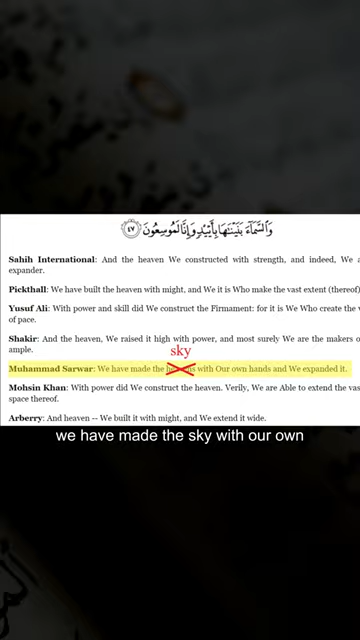 وَٱلسَّمَآءَ بَنَيْنَٰهَا بِأَيْي۟دٍ وَإِنَّا لَمُوسِعُونَ ٤٧
Sahih International: And the heaven We constructed with strength, and indeed, We a
expander.
Pickthall: We have built the heaven with might, and We it is Who make the vast extent (thereof)
Yusuf Ali: With power and skill did We construct the Firmament: for it is We Who create the v
of pace.
Shakir: And the heaven, We raised it high with power, and most surely We are the makers o
ample.
sky
Muhammad Sarwar: We have made the heavens with Our own hands and We expanded it.
Mohsin Khan: With power did We construct the heaven. Verily, We are Able to extend the vas
space thereof.
Arberry: And heaven -- We built it with might, and We extend it wide.
we have made the sky with our own